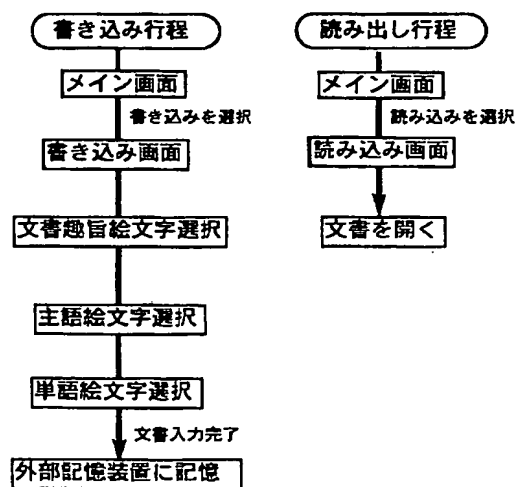 書き込み行程
メイン画面
書き込みを選択
書き込み画面
文書趣旨絵文字選択
主語絵文字選択
単語絵文字選択
文書入力完了
外部記憶装置に記憶
読み出し行程
メイン画面
読み込みを選択
読み込み画面
文書を開く